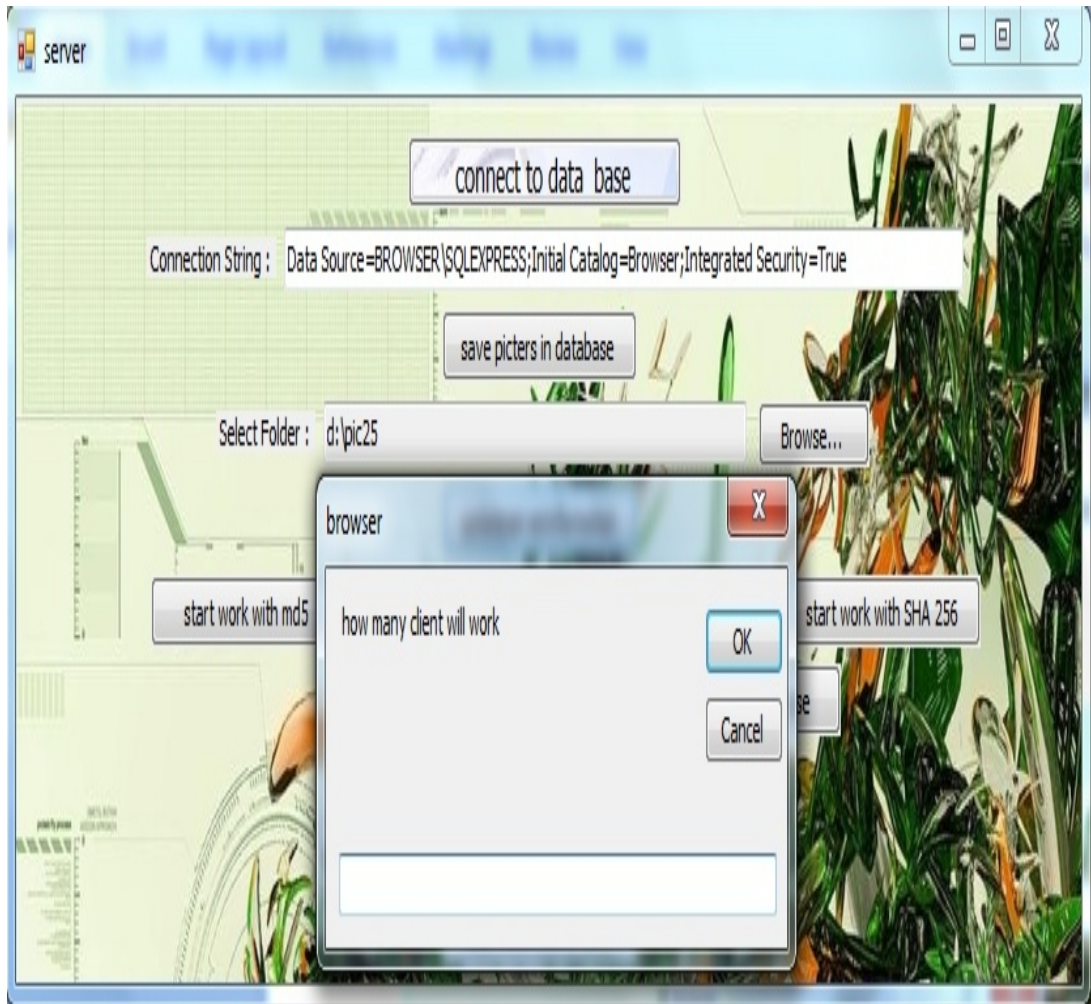 server
connect to data base
Connection String : Data Source=BROWSER\SQLEXPRESS;Initial Catalog=Browser;Integrated Security=True
save picters in database
Select Folder : d:\pic25 Browse...
browser X
how many client will work
OK
Cancel
start work with md5
start work with SHA 256
se